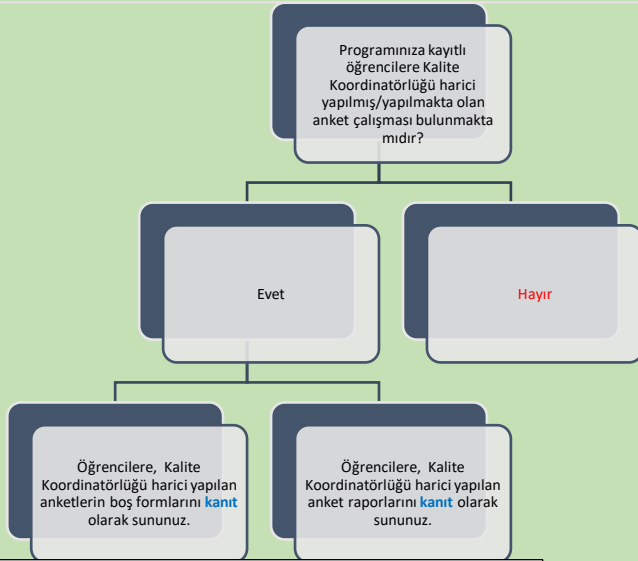 Programınıza kayıtlı
öğrencilere Kalite
Koordinatörlüğü harici
yapılmış/yapılmakta olan
anket çalışması bulunmakta
mıdır?
Evet
Hayır
Öğrencilere, Kalite
Koordinatörlüğü harici yapılan
anketlerin boş formlarını kanıt
olarak sununuz.
Öğrencilere, Kalite
Koordinatörlüğü harici yapılan
anket raporlarını kanıt olarak
sununuz.